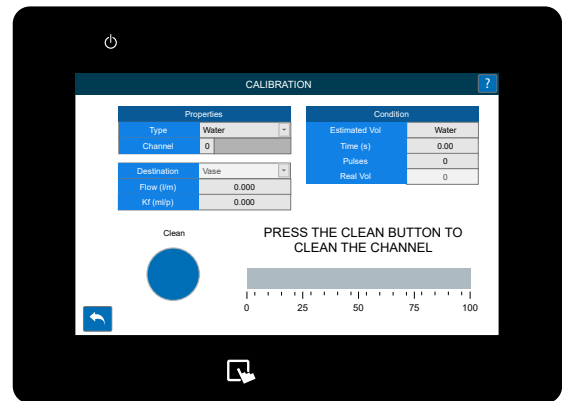 CALIBRATION
?
Properties
Type Water
Channel 0
Destination Vase
Flow (l/m) 0.000
Kf (ml/p) 0.000
Condition
Estimated Vol Water
Time (s) 0.00
Pulses 0
Real Vol 0
Clean
PRESS THE CLEAN BUTTON TO
CLEAN THE CHANNEL
0 25 50 75 100